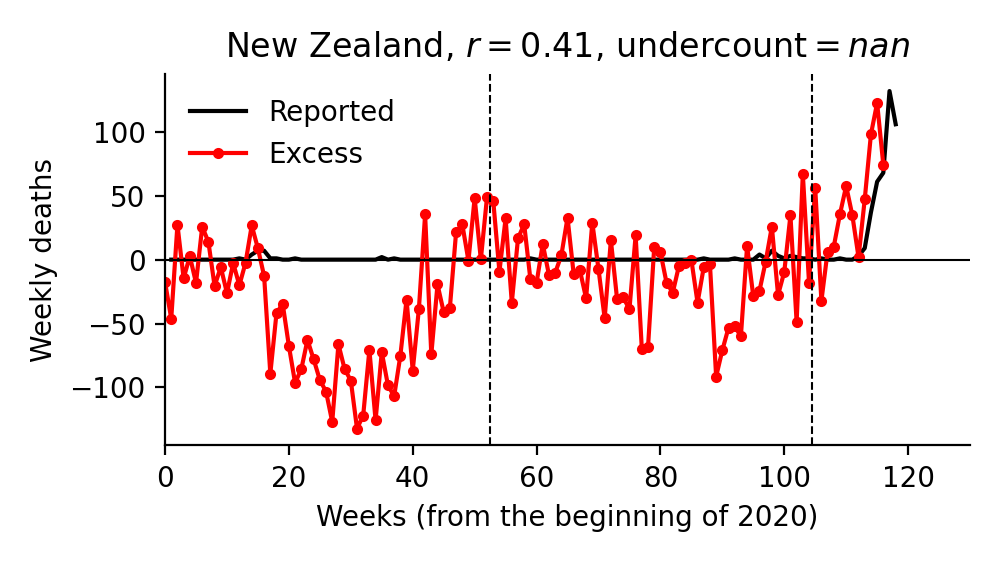 New Zealand, r = 0.41, undercount = nan
Reported
Excess
Weekly deaths
100
50
0
−50
−100
0 20 40 60 80 100 120
Weeks (from the beginning of 2020)